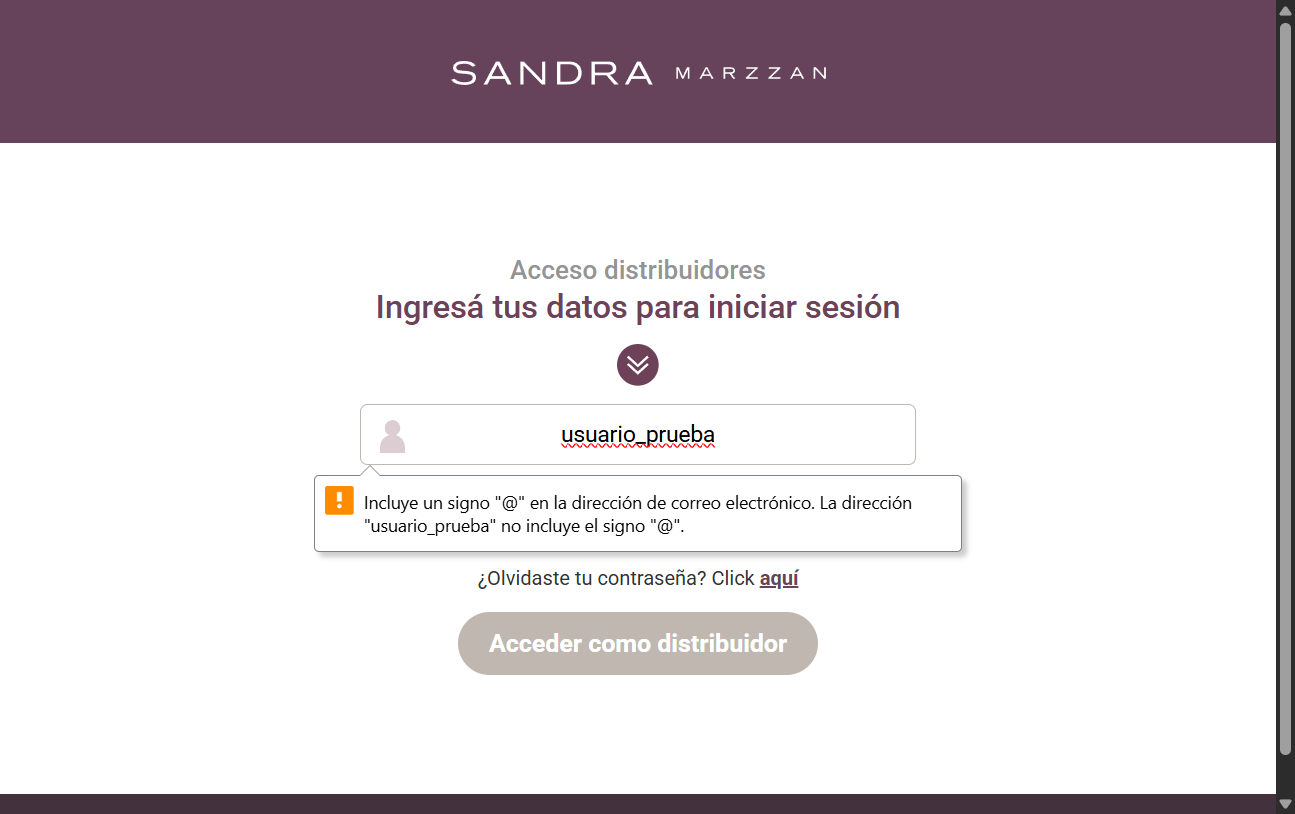 SANDRA MARZZAN
Acceso distribuidores
Ingresá tus datos para iniciar sesión
usuario_prueba
Incluye un signo "@" en la dirección de correo electrónico. La dirección
"usuario_prueba" no incluye el signo "@".
¿Olvidaste tu contraseña? Click aquí
Acceder como distribuidor